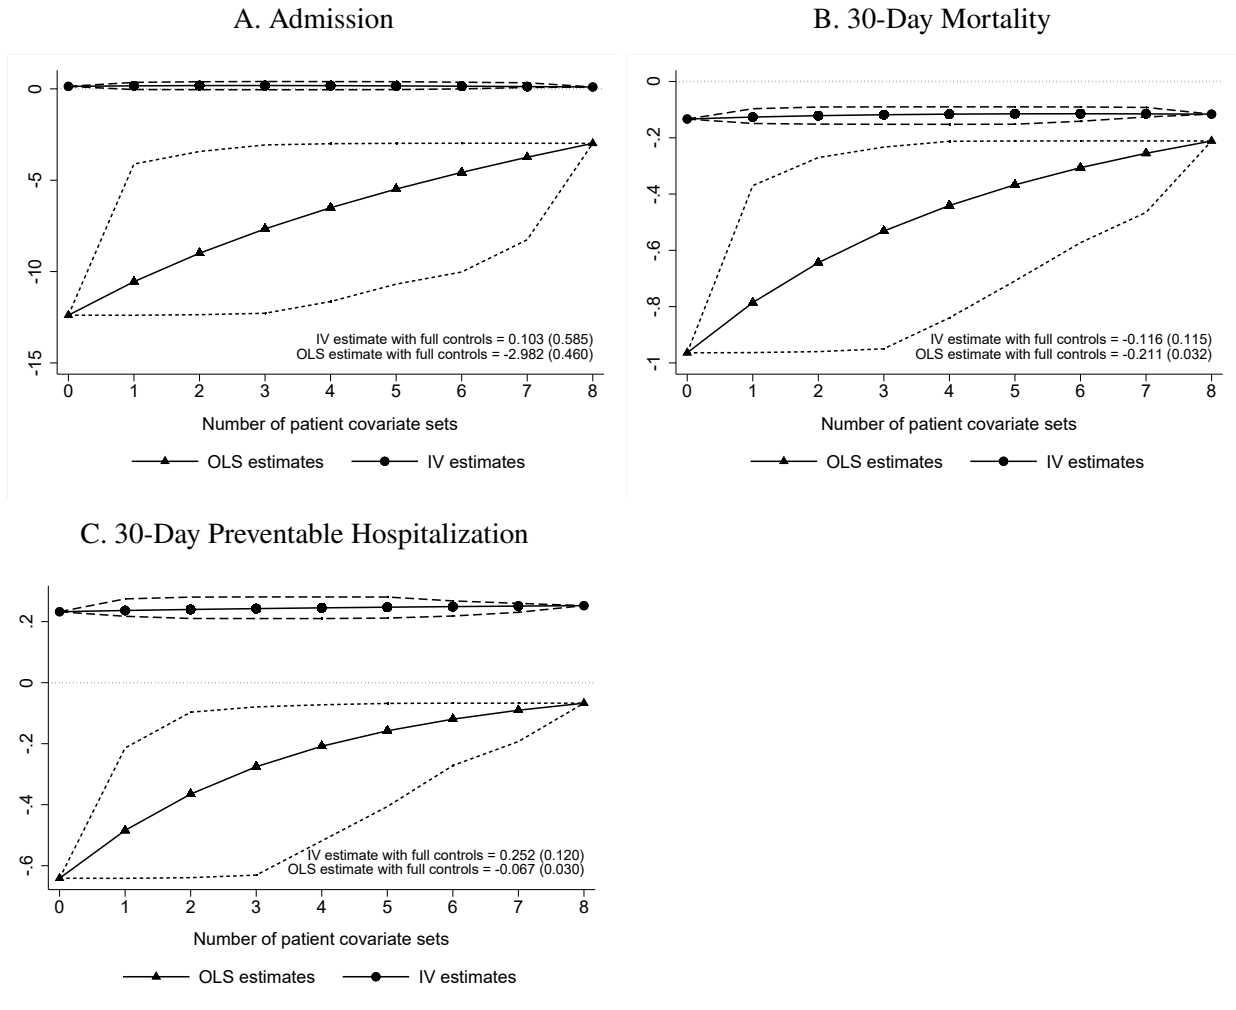 A. Admission
0
-5
-10
-15
IV estimate with full controls = 0.103 (0.585)
OLS estimate with full controls = -2.982 (0.460)
0 1 2 3 4 5 6 7 8
Number of patient covariate sets
OLS estimates IV estimates
B. 30-Day Mortality
0
-.2
-.4
-.6
-.8
-1
IV estimate with full controls = -0.116 (0.115)
OLS estimate with full controls = -0.211 (0.032)
0 1 2 3 4 5 6 7 8
Number of patient covariate sets
OLS estimates IV estimates
C. 30-Day Preventable Hospitalization
.2
0
-.2
-.4
-.6
IV estimate with full controls = 0.252 (0.120)
OLS estimate with full controls = -0.067 (0.030)
0 1 2 3 4 5 6 7 8
Number of patient covariate sets
OLS estimates IV estimates